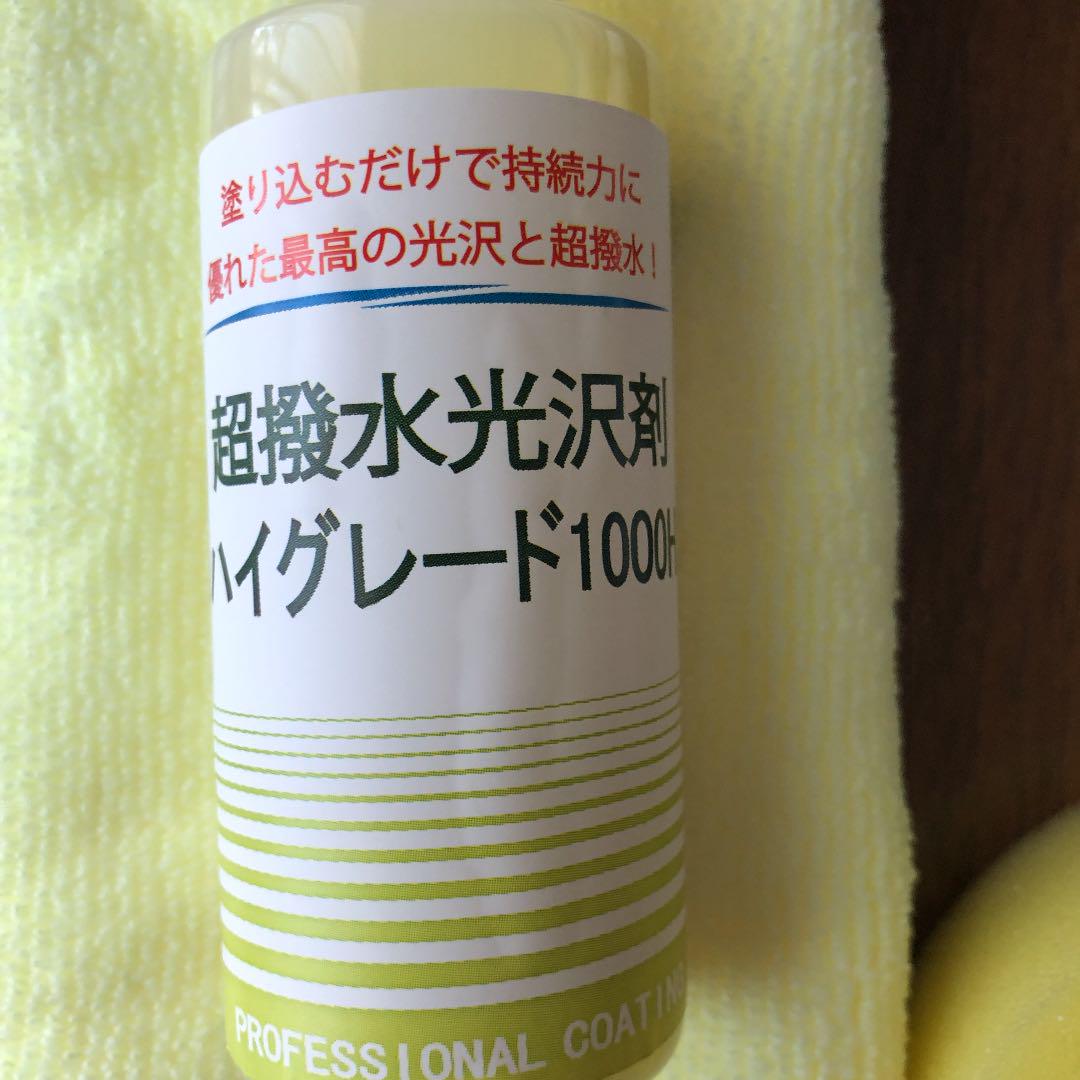 塗り込むだけで持続力に
優れた最高の光沢と超撥水！
超撥水光沢剤
ハイグレード1000H
PROFESSIONAL COATING